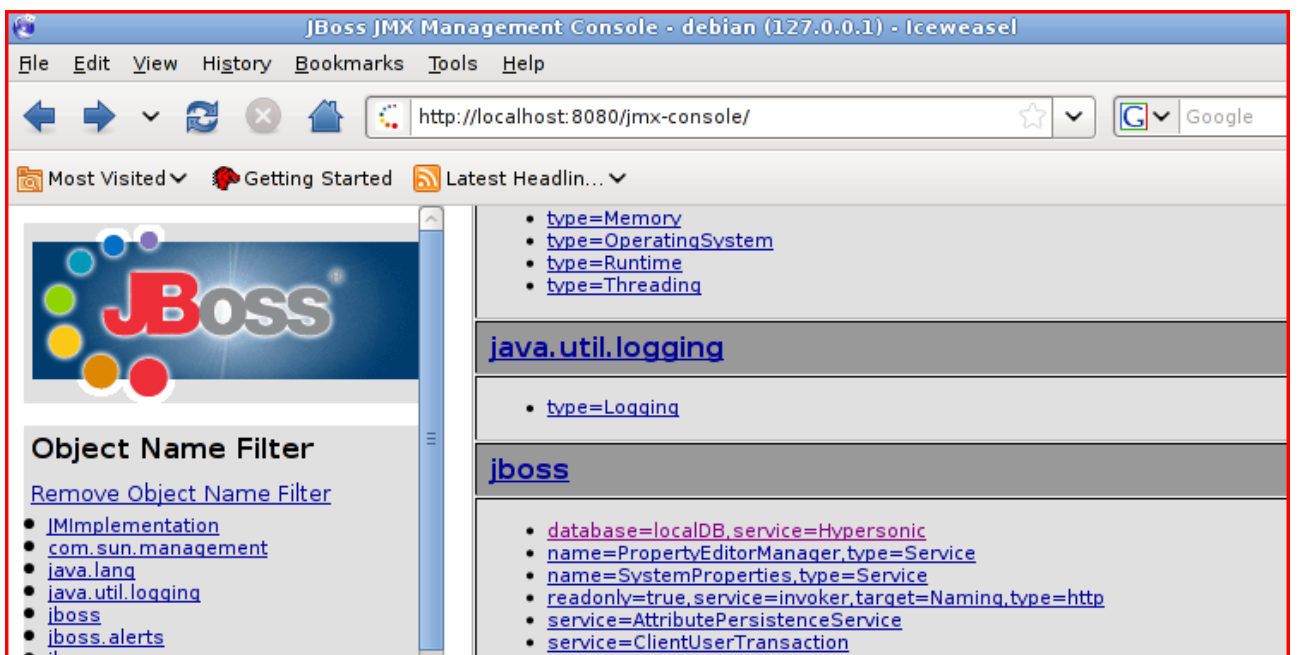 JBoss JMX Management Console - debian (127.0.0.1) - Iceweasel
File Edit View History Bookmarks Tools Help
http://localhost:8080/jmx-console/
G Google
Most Visited Getting Started Latest Headlin...
JBoss®
Object Name Filter
Remove Object Name Filter
JMImplementation
com.sun.management
java.lang
java.util.logging
jboss
jboss.alerts
type=Memory
type=OperatingSystem
type=Runtime
type=Threading
java.util.logging
type=Logging
jboss
database=localDB,service=Hypersonic
name=PropertyEditorManager,type=Service
name=SystemProperties,type=Service
readonly=true,service=invoker,target=Naming,type=http
service=AttributePersistenceService
service=ClientUserTransaction